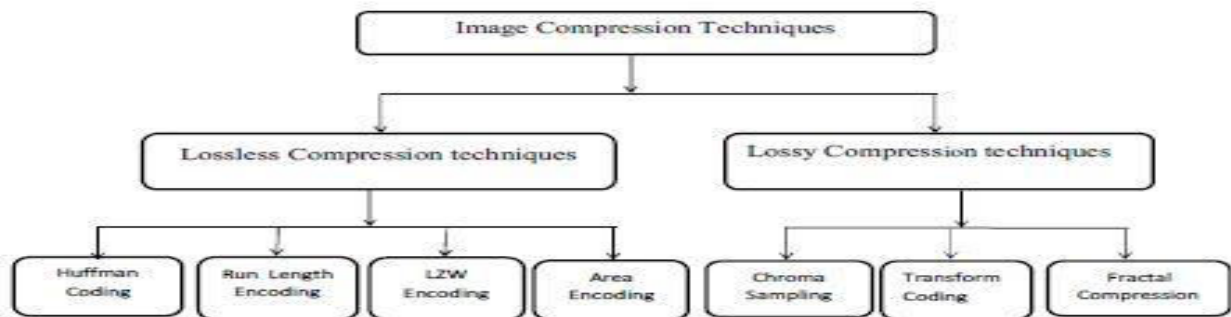 Image Compression Techniques
Lossless Compression techniques
Lossy Compression techniques
Huffman
Coding
Run Length
Encoding
LZW
Encoding
Area
Encoding
Chroma
Sampling
Transform
Coding
Fractal
Compression